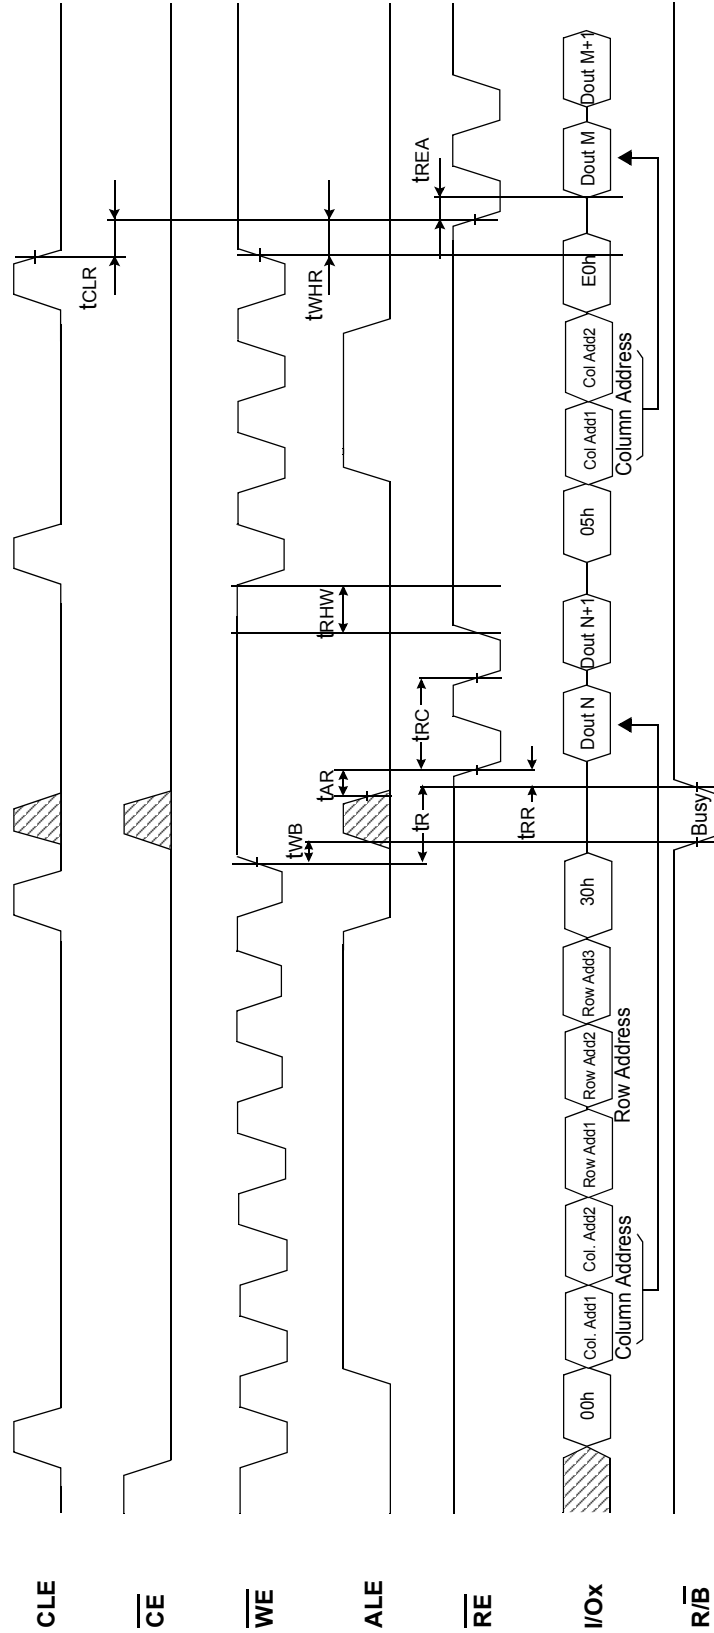 CLE
tCLR
CE
WE
tWB
tWHR
ALE
tAR
tRHW
tR
tRC
tREA
RE
tRR
I/Ox
00h
Col. Add1
Col. Add2
Row Add1
Row Add2
Row Add3
30h
Dout N
Dout N+1
05h
Col Add1
Col Add2
E0h
Dout M
Dout M+1
Column Address
Row Address
Column Address
R/B
Busy